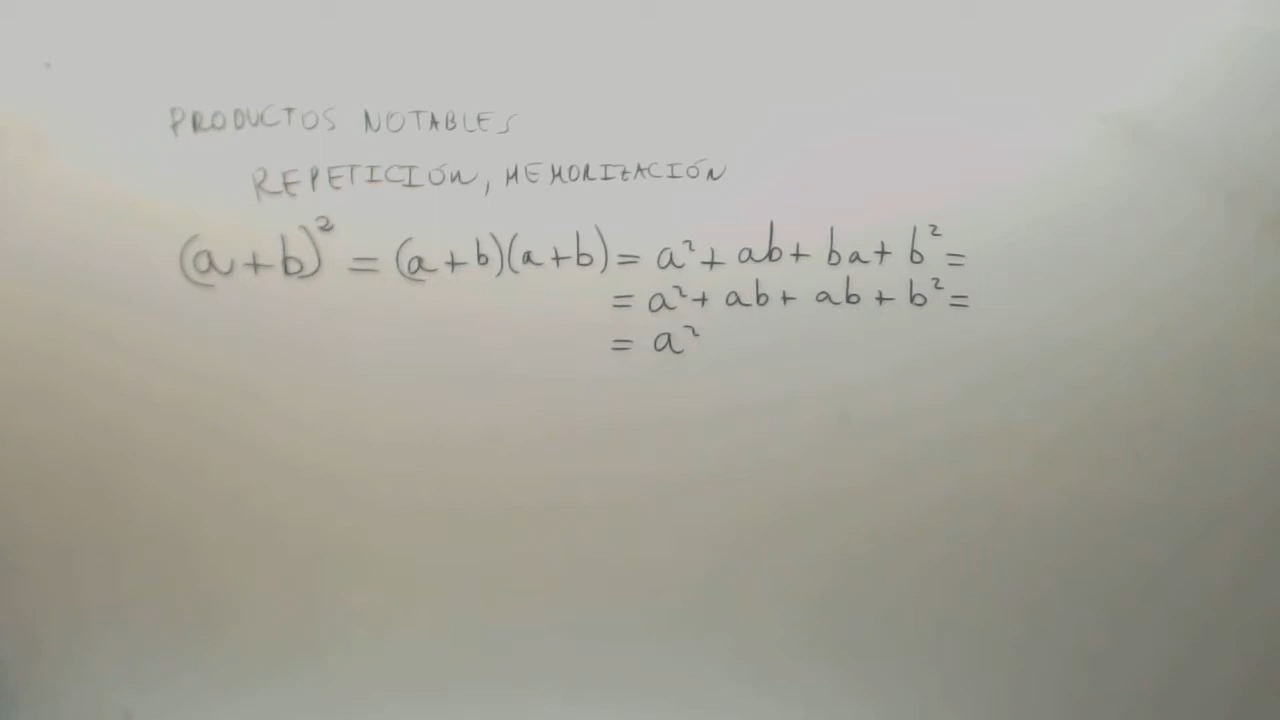 PRODUCTOS NOTABLES
REPETICIÓN, MEMORIZACIÓN
(a+b)² = (a+b)(a+b) = a² + ab + ba + b² =
= a² + ab + ab + b² =
= a²